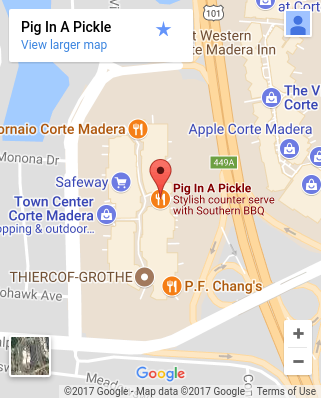 Pig In A Pickle
View larger map
101
t Western
rte Madera Inn
The V
Corte
ornaio Corte Madera
Apple Corte Madera
Monona Dr
449A
Safeway
Pig In A Pickle
Stylish counter serve
with Southern BBQ
Town Center
Corte Madera
pping & outdoor...
THIERCOF-GROTHE
P.F. Chang's
ohawk Ave
+
−
Google
Mead
©2017 Google - Map data ©2017 Google
Terms of Use